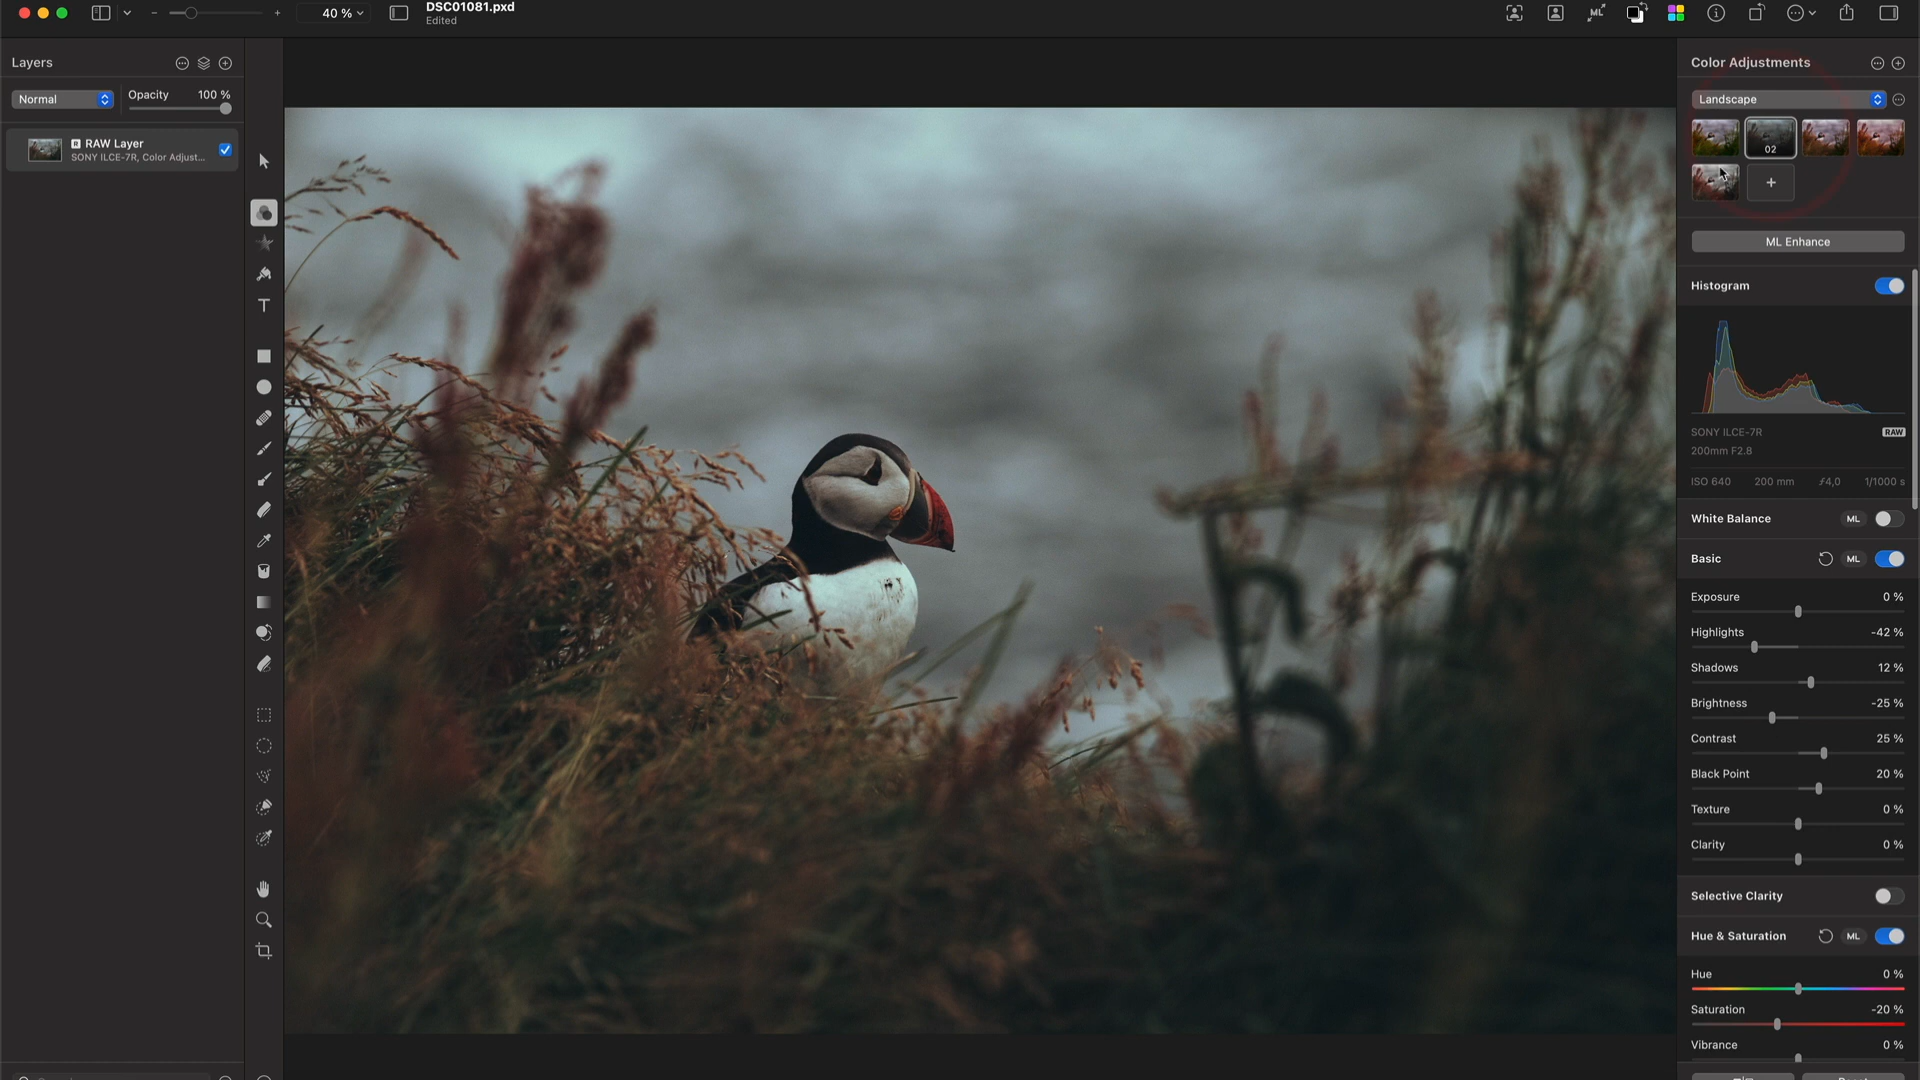 40 %
DSC01081.pxd
Edited
ML
Layers
Normal
Opacity
100 %
RAW Layer
SONY ILCE-7R, Color Adjust...
T
Color Adjustments
Landscape
02
+
ML Enhance
Histogram
SONY ILCE-7R
RAW
200mm F2.8
ISO 640
200 mm
ƒ4,0
1/1000 s
White Balance
ML
Basic
ML
Exposure
0 %
Highlights
-42 %
Shadows
12 %
Brightness
-25 %
Contrast
25 %
Black Point
20 %
Texture
0 %
Clarity
0 %
Selective Clarity
Hue & Saturation
ML
Hue
0 %
Saturation
-20 %
Vibrance
0 %